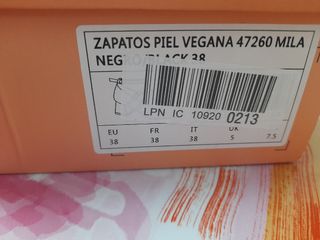 ZAPATOS PIEL VEGANA 47260 MILA
NEGRO/BLACK 38
LPN IC 10920 0213
EU FR IT UK
38 38 38 5 7.5